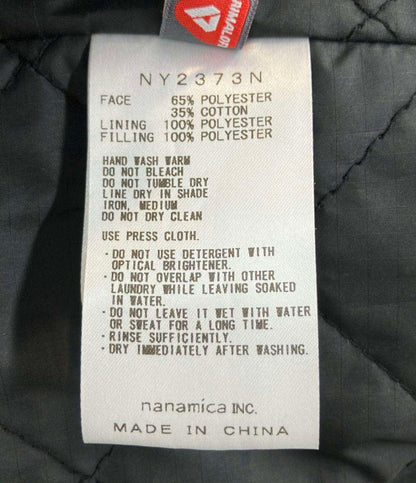 PRIMALOFT
NY2373N
FACE 65% POLYESTER
35% COTTON
LINING 100% POLYESTER
FILLING 100% POLYESTER
HAND WASH WARM
DO NOT BLEACH
DO NOT TUMBLE DRY
LINE DRY IN SHADE
IRON, MEDIUM
DO NOT DRY CLEAN
USE PRESS CLOTH.
・DO NOT USE DETERGENT WITH
OPTICAL BRIGHTENER.
・DO NOT OVERLAP WITH OTHER
LAUNDRY WHILE LEAVING SOAKED
IN WATER.
・DO NOT LEAVE IT WET WITH WATER
OR SWEAT FOR A LONG TIME.
・RINSE SUFFICIENTLY.
・DRY IMMEDIATELY AFTER WASHING.
nanamica INC.
MADE IN CHINA